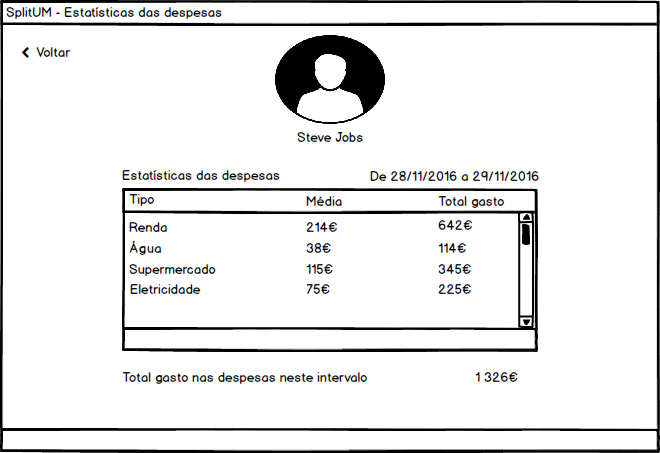 SplitUM - Estatísticas das despesas
Voltar
Steve Jobs
Estatísticas das despesas De 28/11/2016 a 29/11/2016
Tipo Média Total gasto
Renda 214€ 642€
Água 38€ 114€
Supermercado 115€ 345€
Eletricidade 75€ 225€
Total gasto nas despesas neste intervalo 1 326€